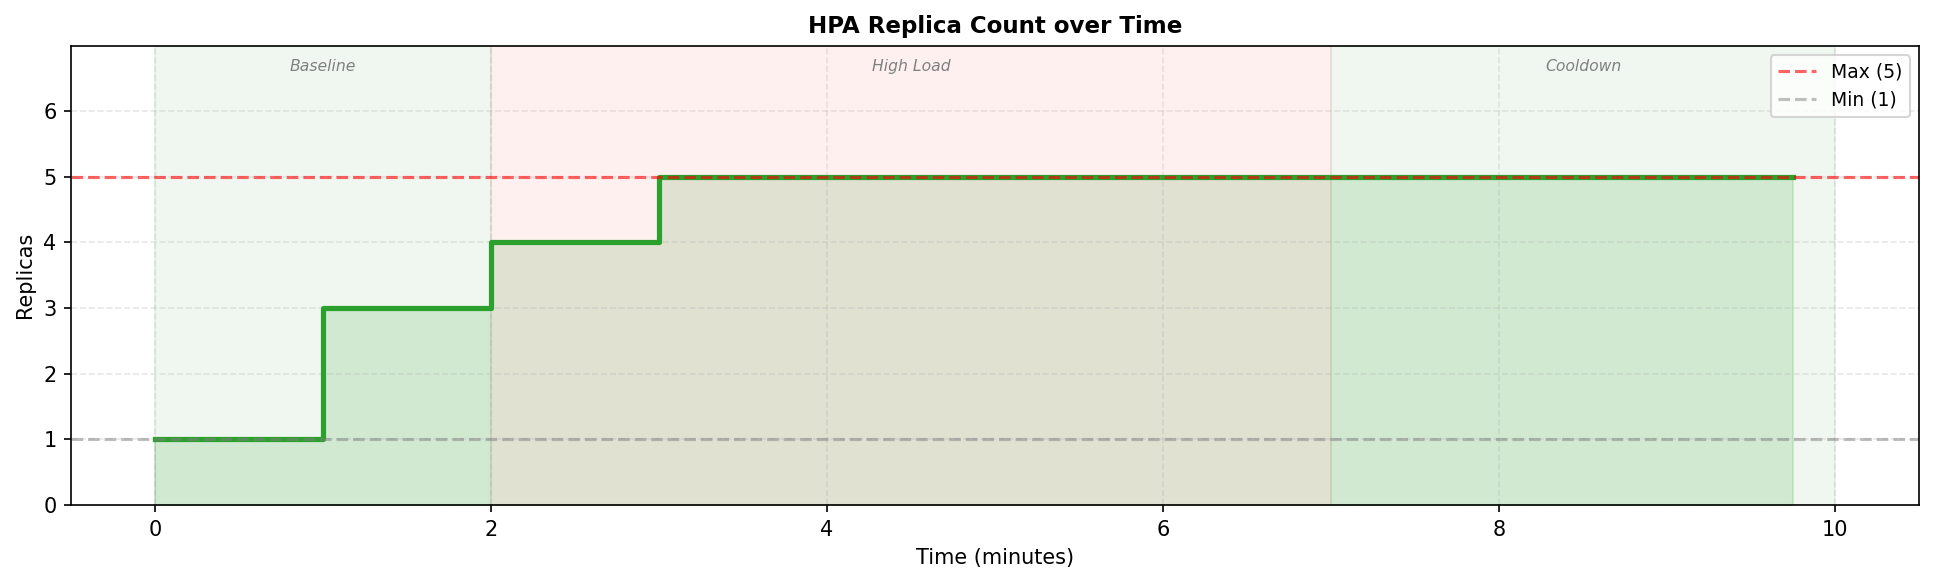 HPA Replica Count over Time
Baseline
High Load
Cooldown
Max (5)
Min (1)
Replicas
6
5
4
3
2
1
0
0 2 4 6 8 10
Time (minutes)